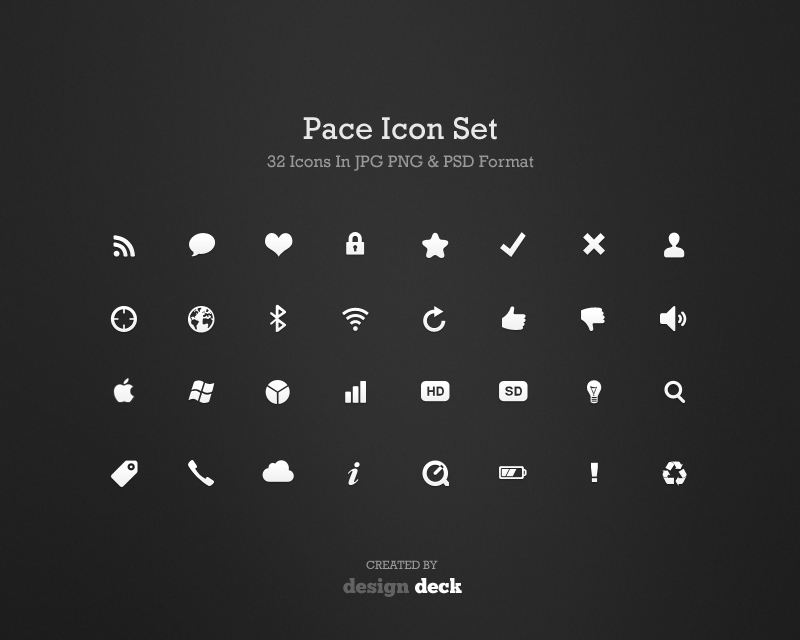 Pace Icon Set
32 Icons In JPG PNG & PSD Format
HD SD
CREATED BY
design deck